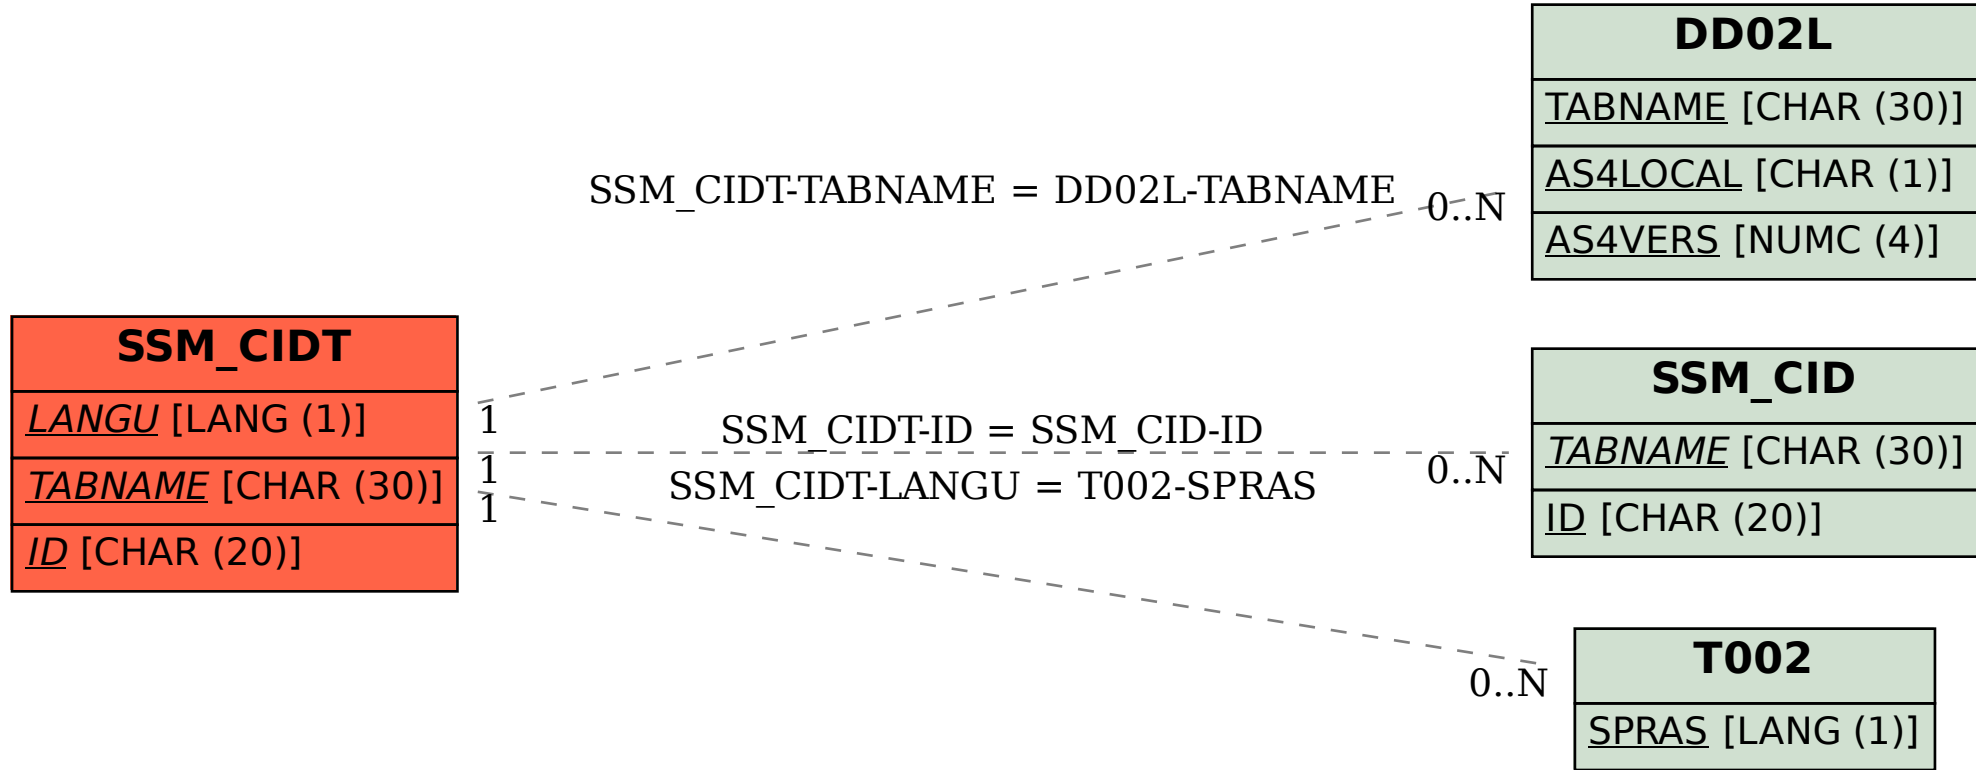 DD02L
TABNAME [CHAR (30)]
AS4LOCAL [CHAR (1)]
AS4VERS [NUMC (4)]
SSM_CIDT-TABNAME = DD02L-TABNAME
0..N
SSM_CIDT
LANGU [LANG (1)]
TABNAME [CHAR (30)]
ID [CHAR (20)]
1
SSM_CIDT-ID = SSM_CID-ID
1
0..N
SSM_CIDT-LANGU = T002-SPRAS
1
0..N
SSM_CID
TABNAME [CHAR (30)]
ID [CHAR (20)]
T002
SPRAS [LANG (1)]